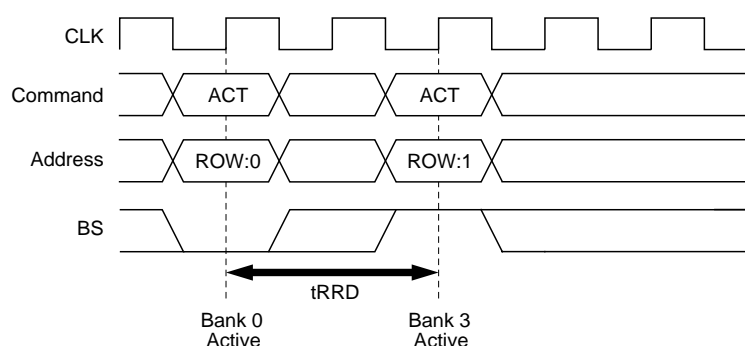 CLK
Command ACT ACT
Address ROW:0 ROW:1
BS
tRRD
Bank 0 Bank 3
Active Active